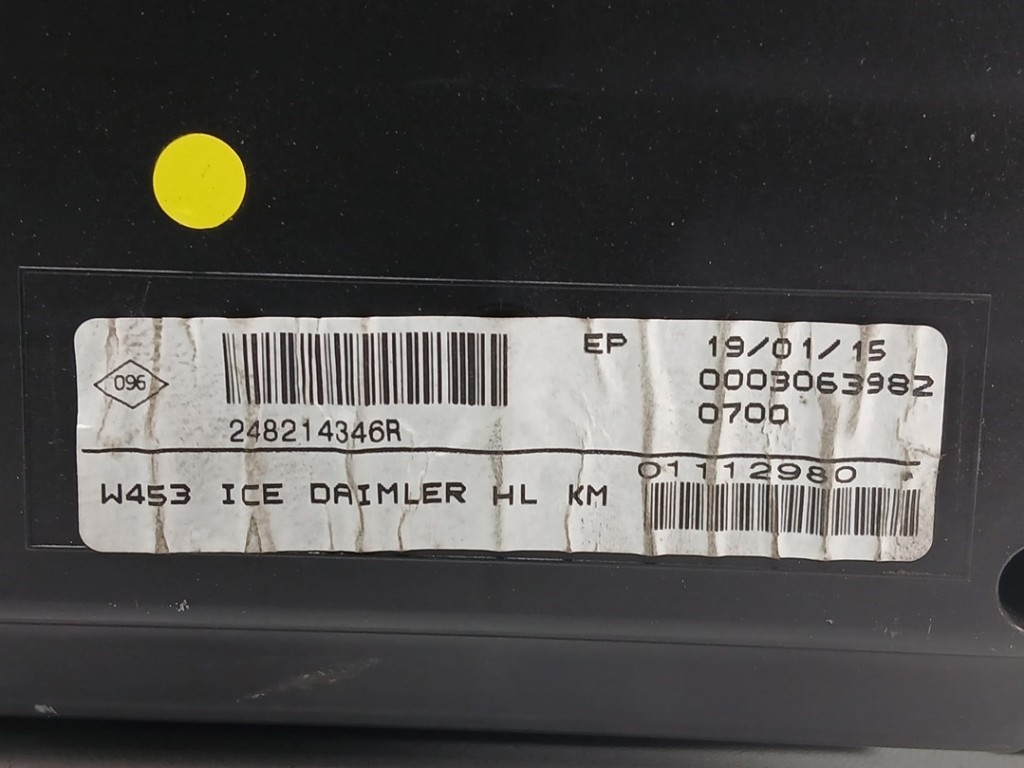 EP 19/01/15
096
0003063982
0700
248214346R
01112980
W453 ICE DAIMLER HL KM